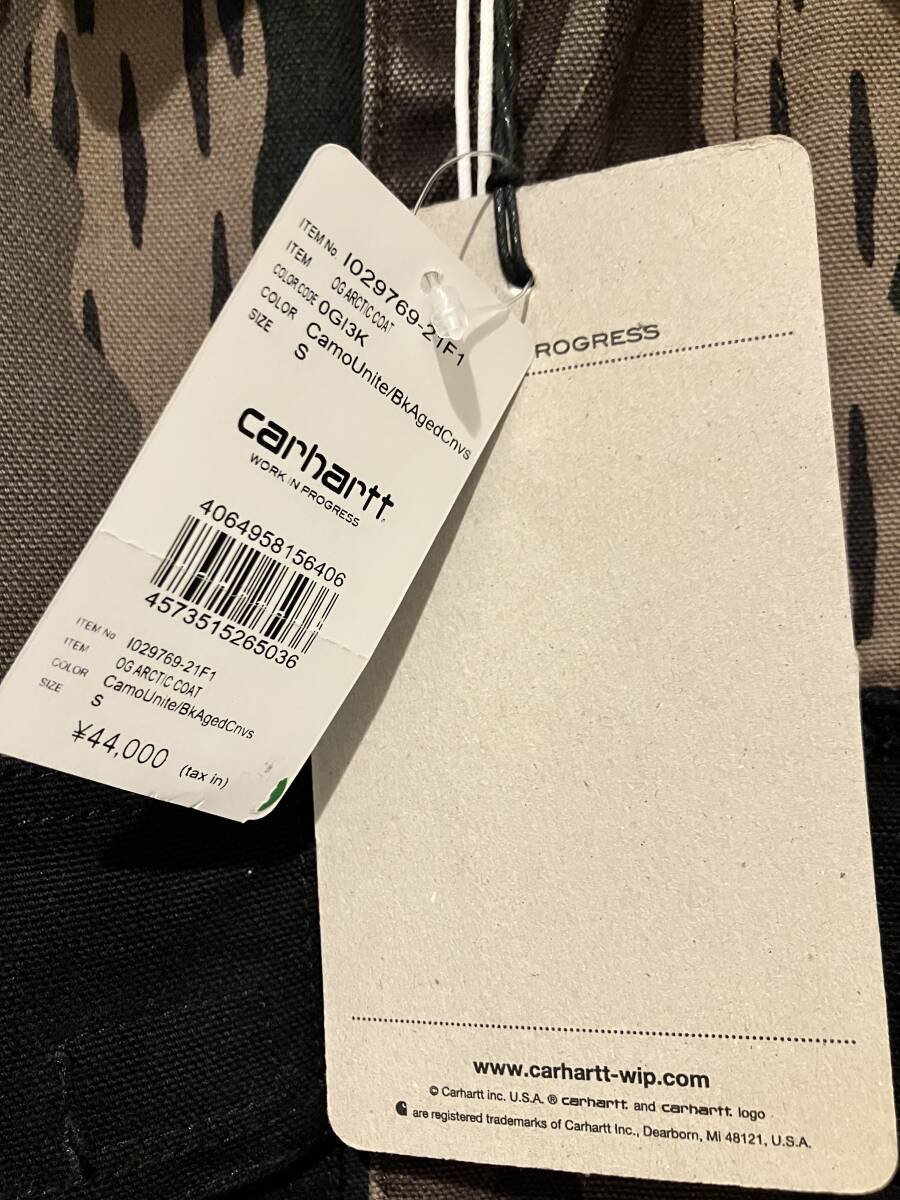 ITEM No I029769-21F1
ITEM OG ARCTIC COAT
COLOR CODE 0GI3K
COLOR CamoUnite/BkAgedCnvs
SIZE S
carhartt
WORK IN PROGRESS
4064958156406
4573515265036
ITEM No I029769-21F1
ITEM OG ARCTIC COAT
COLOR CamoUnite/BkAgedCnvs
SIZE S
¥44,000 (tax in)
ROGRESS
www.carhartt-wip.com
© Carhartt inc. U.S.A. ® carhartt. and carhartt. logo
are registered trademarks of Carhartt Inc., Dearborn, Mi 48121, U.S.A.